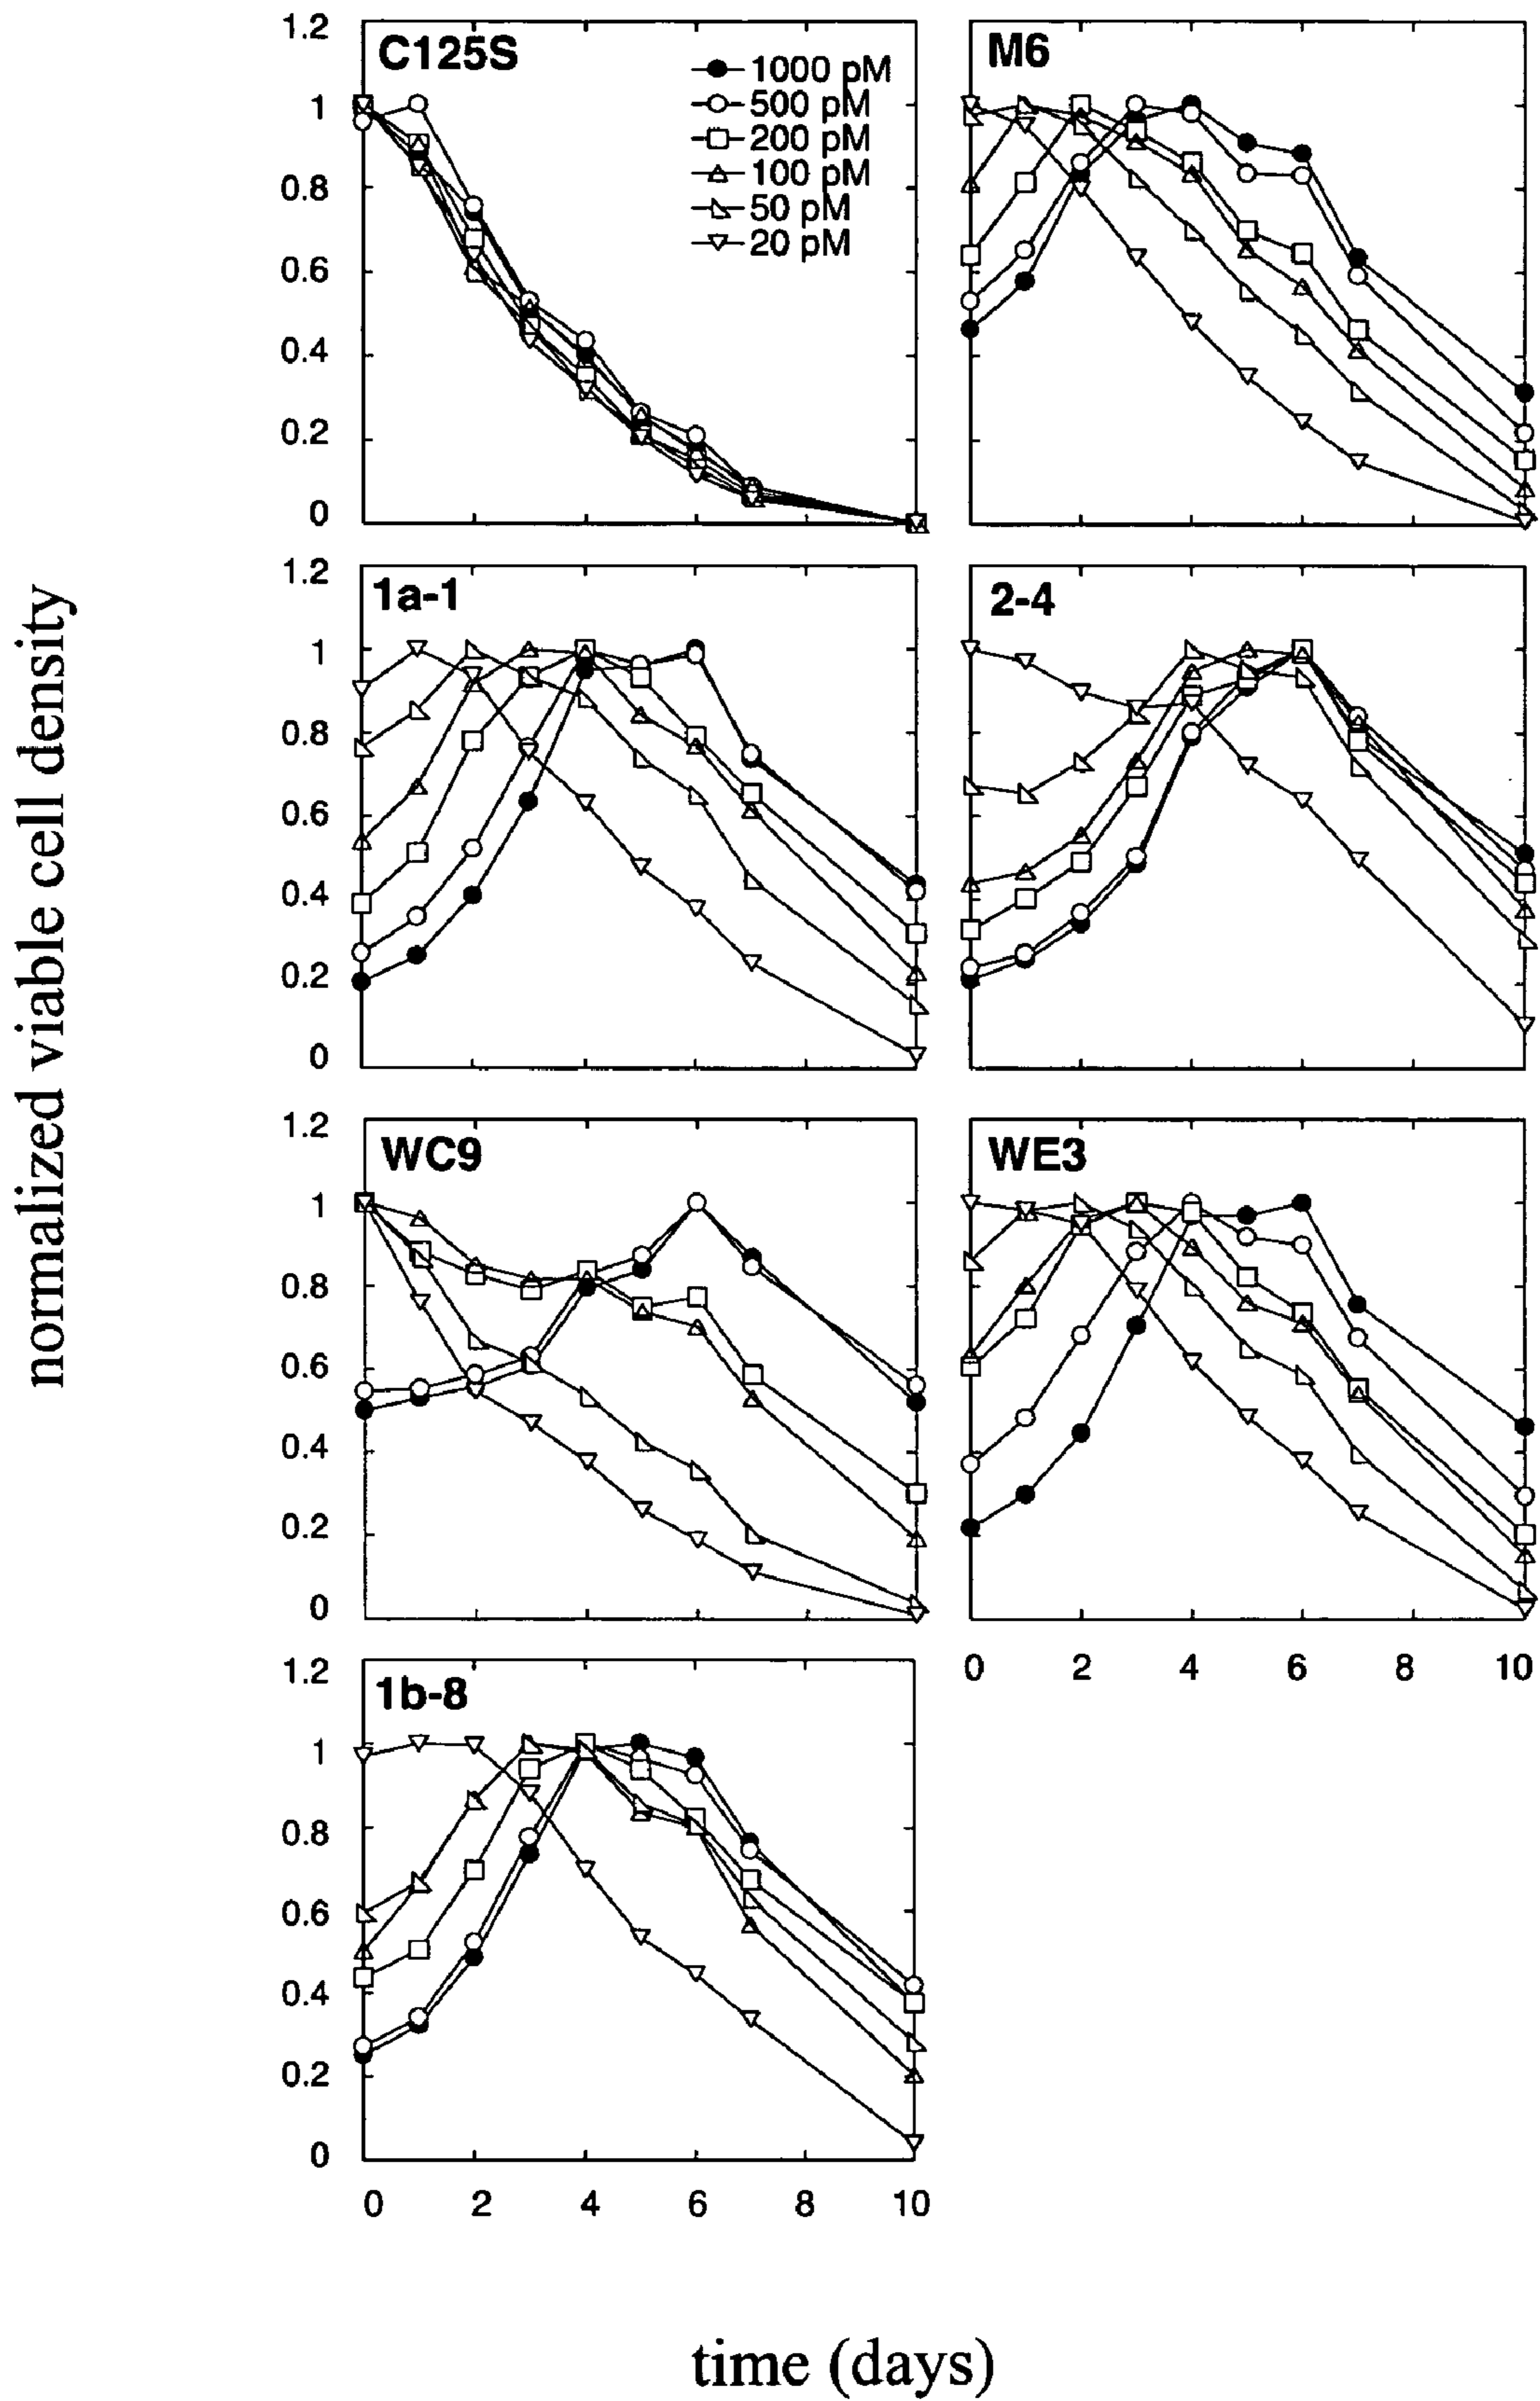 normalized viable cell density
1.2
1
0.8
0.6
0.4
0.2
0
C125S
1000 pM
500 pM
200 pM
100 pM
50 pM
20 pM
M6
1.2
1
0.8
0.6
0.4
0.2
0
1a-1
2-4
1.2
1
0.8
0.6
0.4
0.2
0
WC9
WE3
0 2 4 6 8 10
1.2
1
0.8
0.6
0.4
0.2
0
1b-8
0 2 4 6 8 10
time (days)